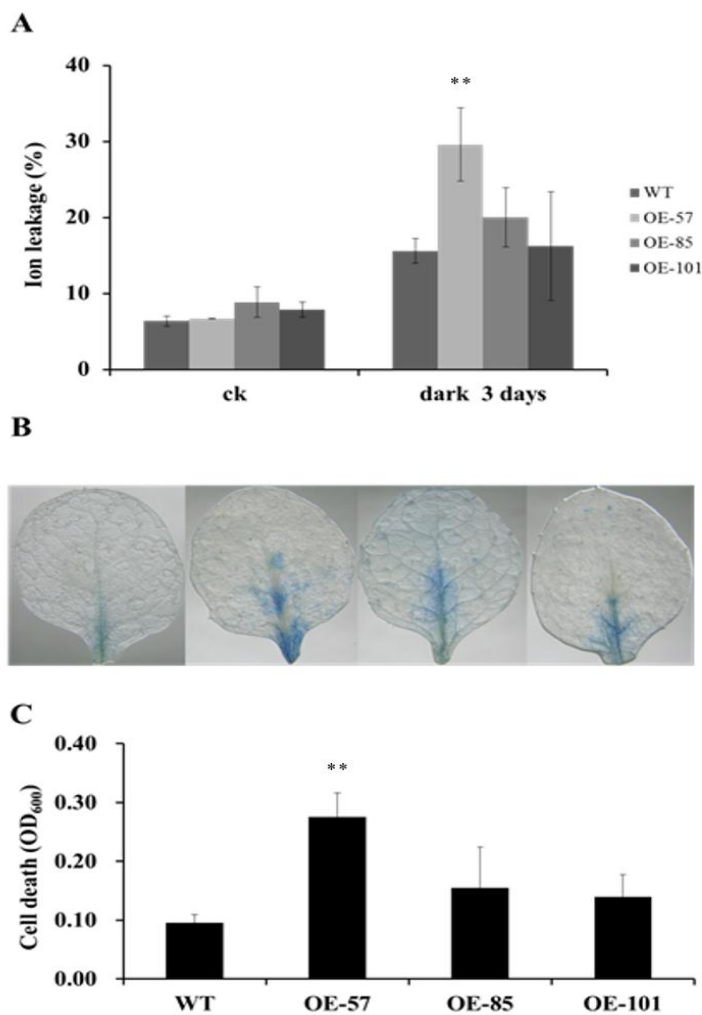 A
40
30
20
10
0
Ion leakage (%)
**
ck
dark 3 days
WT
OE-57
OE-85
OE-101
B
C
0.40
0.30
0.20
0.10
0.00
Cell death (OD600)
**
WT
OE-57
OE-85
OE-101